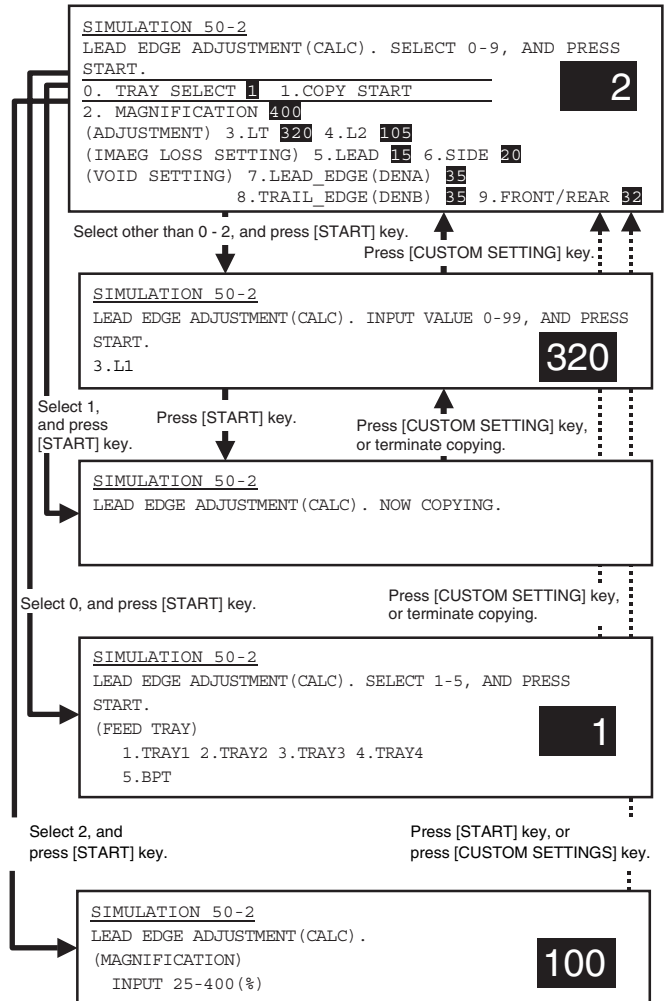 SIMULATION 50-2
LEAD EDGE ADJUSTMENT(CALC). SELECT 0-9, AND PRESS
START.
0. TRAY SELECT 1 1.COPY START
2
2. MAGNIFICATION 400
(ADJUSTMENT) 3.LT 320 4.L2 105
(IMAEG LOSS SETTING) 5.LEAD 15 6.SIDE 20
(VOID SETTING) 7.LEAD_EDGE(DENA) 35
8.TRAIL_EDGE(DENB) 35 9.FRONT/REAR 32
Select other than 0 - 2, and press [START] key.
Press [CUSTOM SETTING] key.
SIMULATION 50-2
LEAD EDGE ADJUSTMENT(CALC). INPUT VALUE 0-99, AND PRESS
START.
3.L1
320
Select 1,
and press
[START] key.
Press [START] key.
Press [CUSTOM SETTING] key,
or terminate copying.
SIMULATION 50-2
LEAD EDGE ADJUSTMENT(CALC). NOW COPYING.
Select 0, and press [START] key.
Press [CUSTOM SETTING] key,
or terminate copying.
SIMULATION 50-2
LEAD EDGE ADJUSTMENT(CALC). SELECT 1-5, AND PRESS
START.
(FEED TRAY)
1
1.TRAY1 2.TRAY2 3.TRAY3 4.TRAY4
5.BPT
Select 2, and
press [START] key.
Press [START] key, or
press [CUSTOM SETTINGS] key.
SIMULATION 50-2
LEAD EDGE ADJUSTMENT(CALC).
(MAGNIFICATION)
INPUT 25-400(%)
100